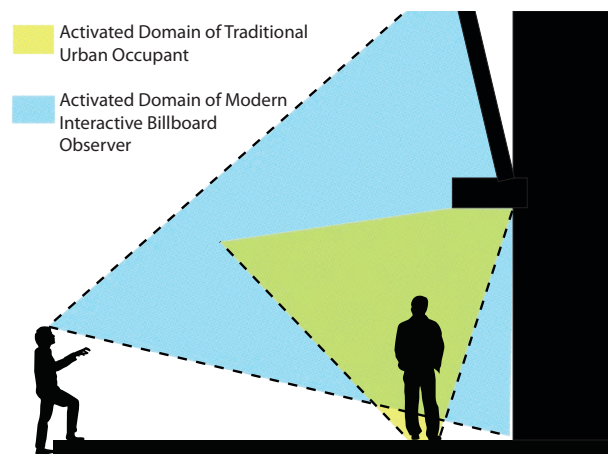 Activated Domain of Traditional
Urban Occupant
Activated Domain of Modern
Interactive Billboard
Observer